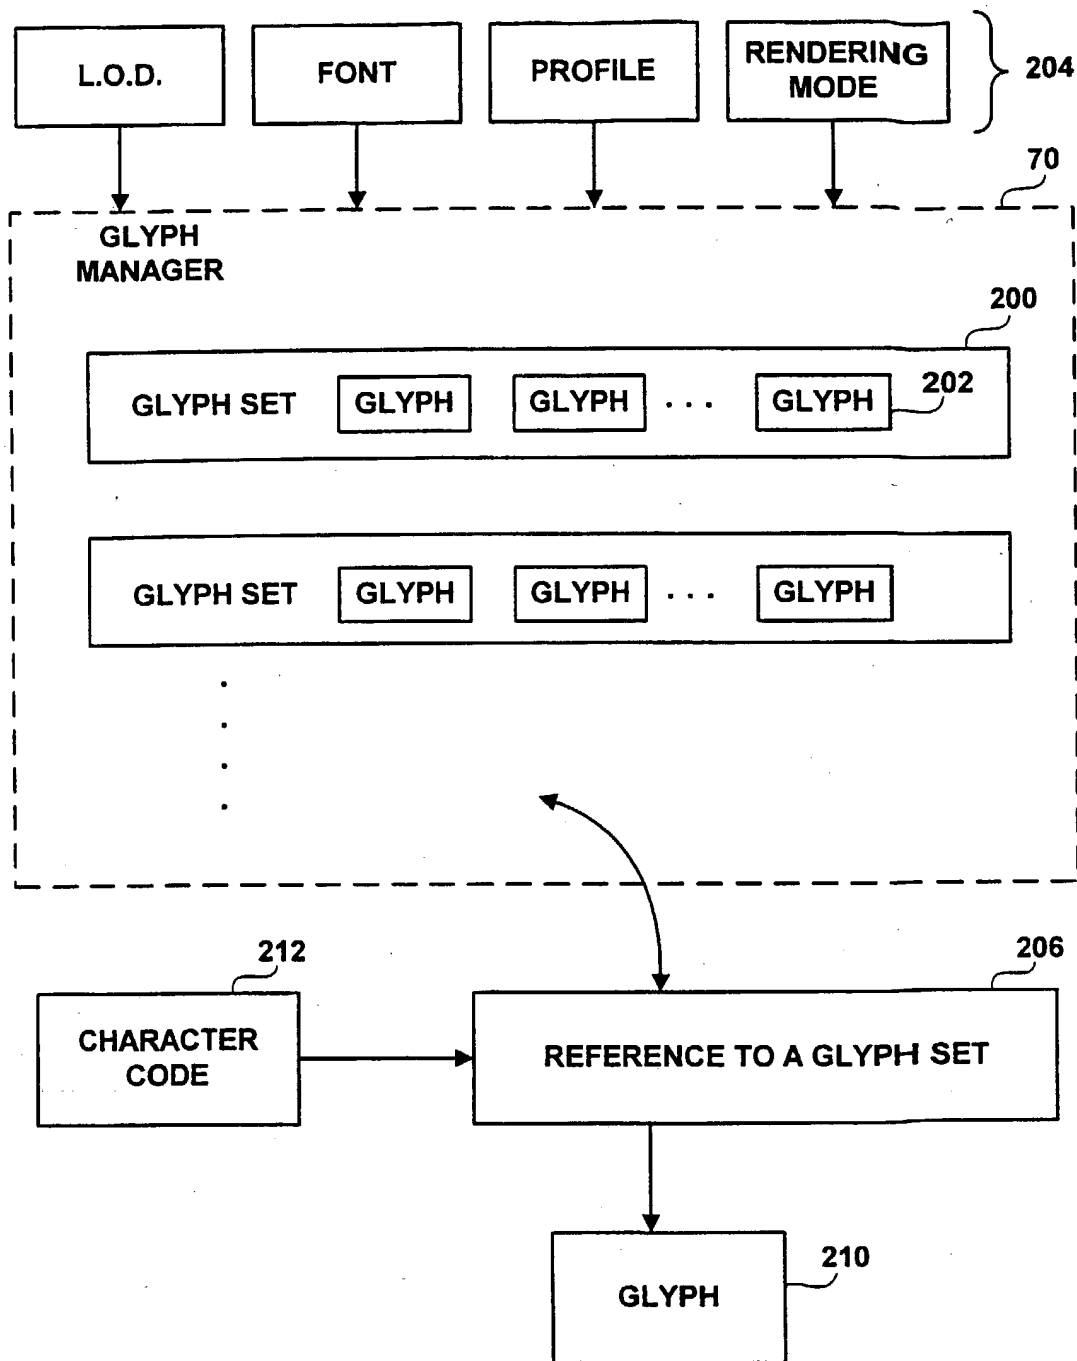 L.O.D.
FONT
PROFILE
RENDERING
MODE
204
70
GLYPH
MANAGER
200
GLYPH SET GLYPH GLYPH . . . GLYPH 202
GLYPH SET GLYPH GLYPH . . . GLYPH
212
206
CHARACTER
CODE
REFERENCE TO A GLYPH SET
210
GLYPH